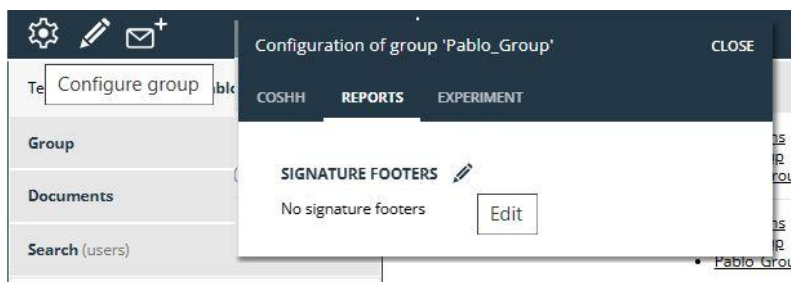 Configuration of group 'Pablo_Group'
CLOSE
Configure group
COSHH REPORTS EXPERIMENT
Group
Documents
Search (users)
SIGNATURE FOOTERS
No signature footers
Edit
Pablo Grou